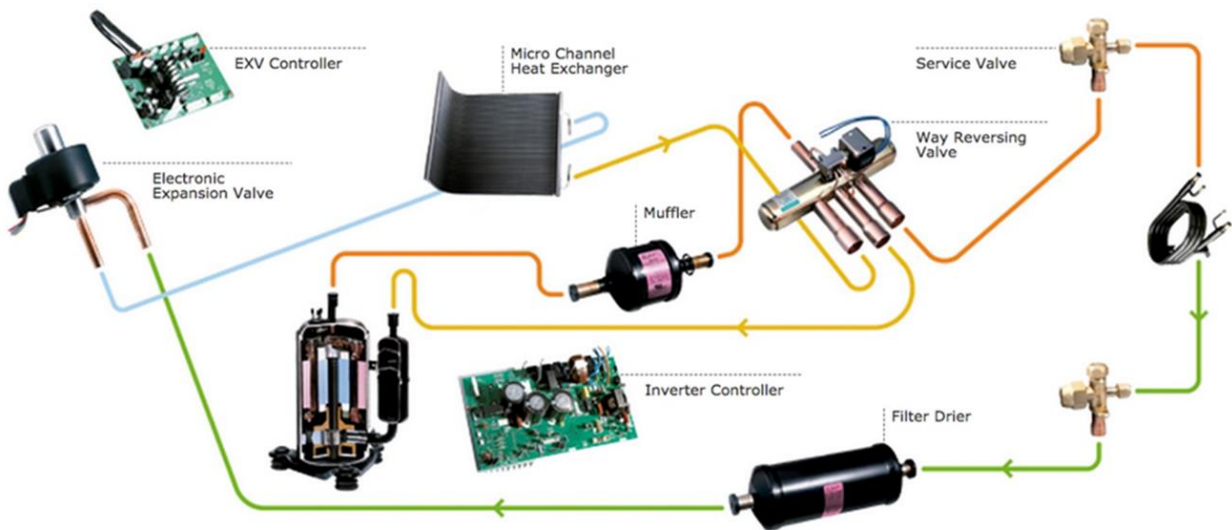 EXV Controller
Micro Channel
Heat Exchanger
Service Valve
Way Reversing
Valve
Electronic
Expansion Valve
Muffler
Inverter Controller
Filter Drier